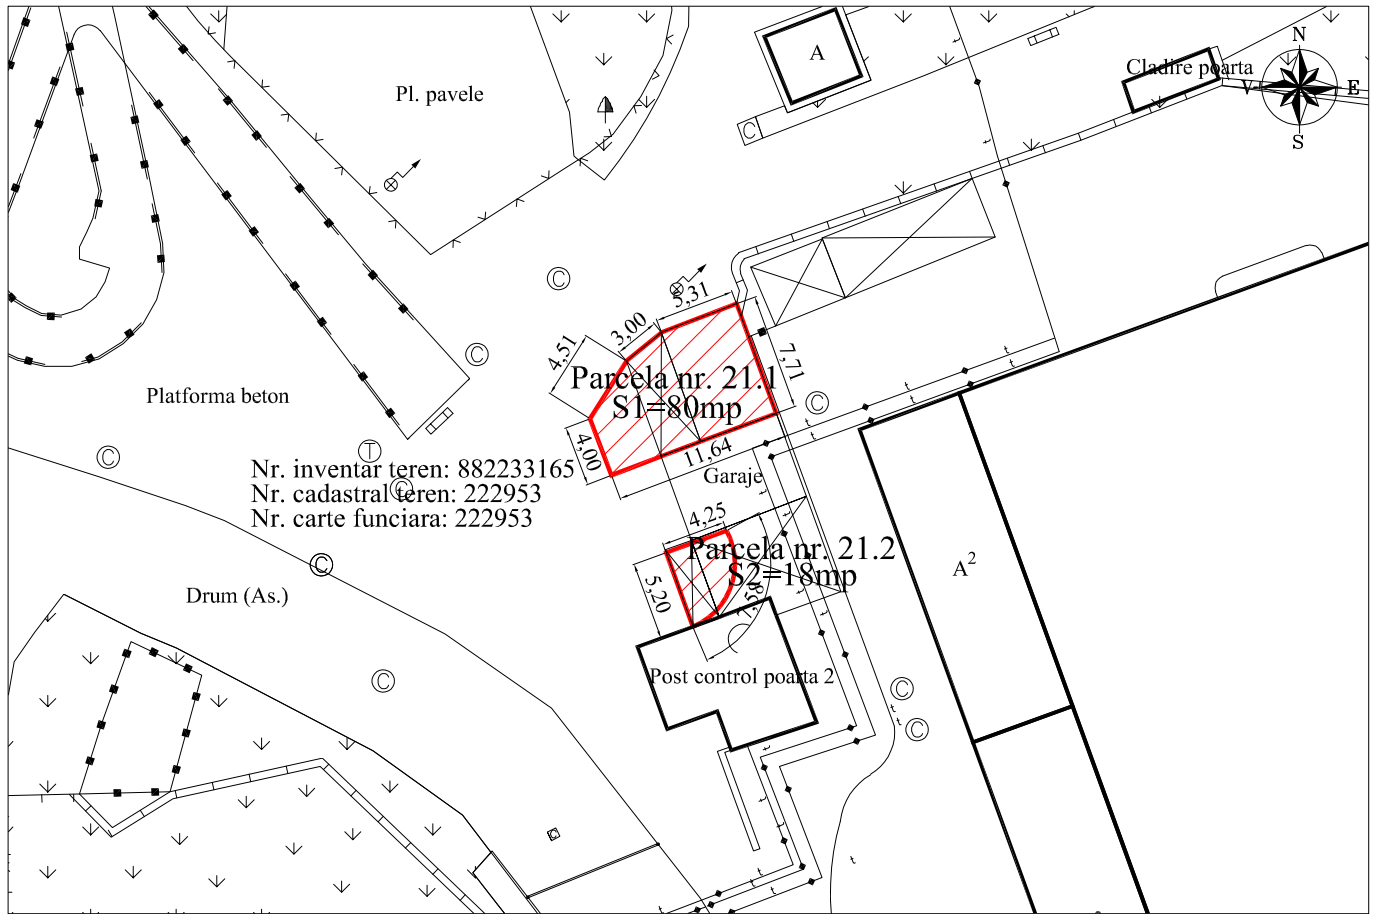 N
A
Cladire poarta
Pl. pavele
V
E
S
C
C
5,31
3,00
4,51
7,71
C
Parcela nr. 21.1
S1=80mp
Platforma beton
C
4,00
11,64
T
C
Garaje
Nr. inventar teren: 882233165
Nr. cadastral teren: 222953
C
Nr. carte funciara: 222953
4,25
Parcela nr. 21.2
S2=18mp
A2
C
5,20
Drum (As.)
Post control poarta 2
C
C
C
C